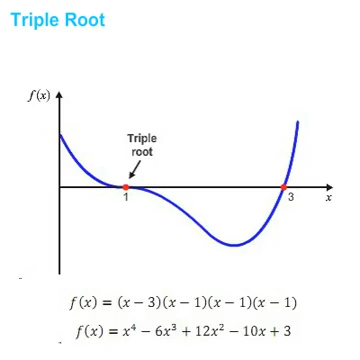 Triple Root
f(x)
Triple
root
1
3
x
f(x) = (x − 3)(x − 1)(x − 1)(x − 1)
f(x) = x⁴ − 6x³ + 12x² − 10x + 3